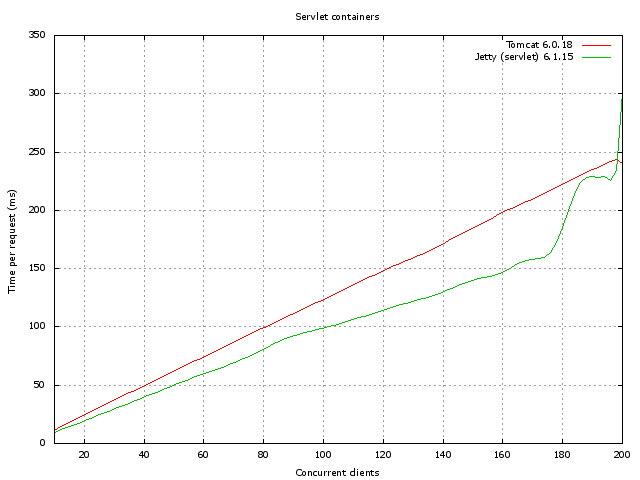 Servlet containers
Tomcat 6.0.18
Jetty (servlet) 6.1.15
350
300
250
200
150
100
50
0
Time per request (ms)
20 40 60 80 100 120 140 160 180 200
Concurrent clients